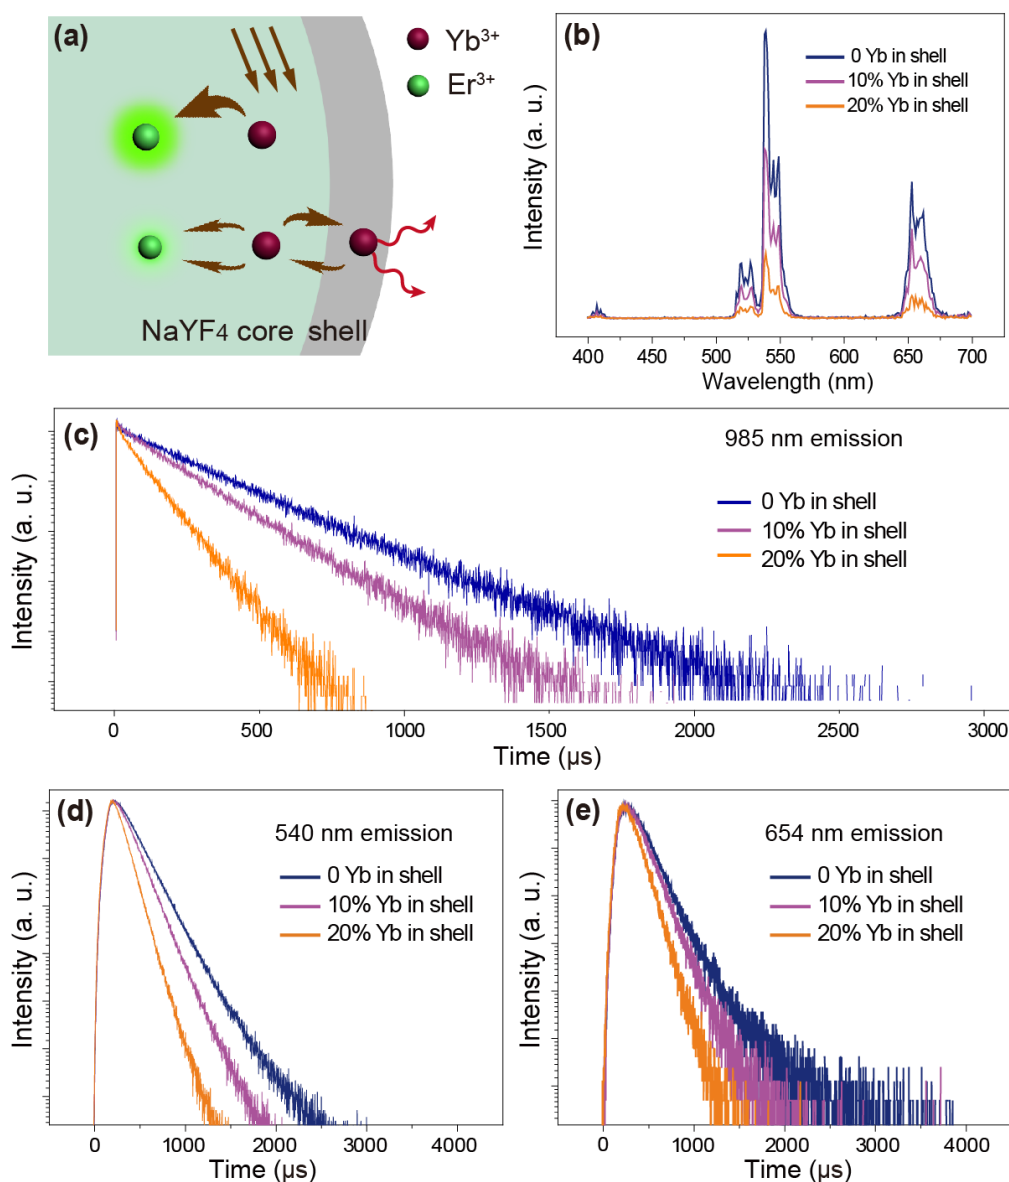 (a)
Yb³⁺
Er³⁺
NaYF₄ core shell
(b)
0 Yb in shell
10% Yb in shell
20% Yb in shell
Intensity (a. u.)
400 450 500 550 600 650 700
Wavelength (nm)
(c)
985 nm emission
0 Yb in shell
10% Yb in shell
20% Yb in shell
Intensity (a. u.)
0 500 1000 1500 2000 2500 3000
Time (µs)
(d)
540 nm emission
0 Yb in shell
10% Yb in shell
20% Yb in shell
Intensity (a. u.)
0 1000 2000 3000 4000
Time (µs)
(e)
654 nm emission
0 Yb in shell
10% Yb in shell
20% Yb in shell
Intensity (a. u.)
0 1000 2000 3000 4000
Time (µs)